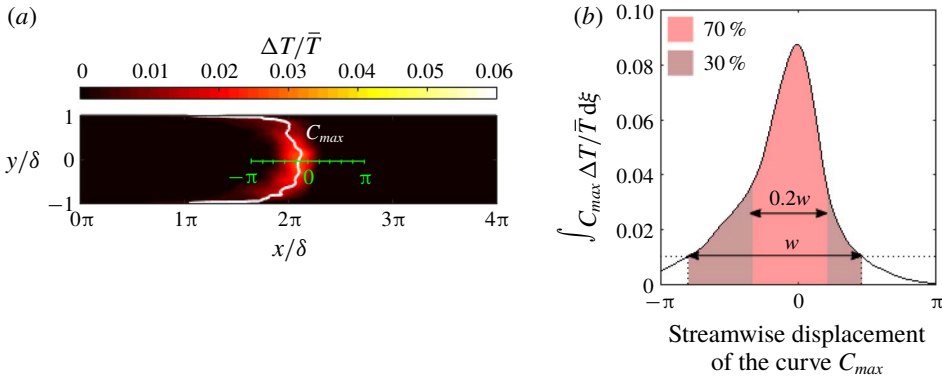 (a)
ΔT/T̅
0 0.01 0.02 0.03 0.04 0.05 0.06
1
C_max
y/δ 0
−π 0 π
−1
0π 1π 2π 3π 4π
x/δ
(b)
0.10
70 %
30 %
0.08
0.06
0.04
0.02
0
∫ C_max ΔT/T̅ dξ
0.2w
w
−π 0 π
Streamwise displacement
of the curve C_max